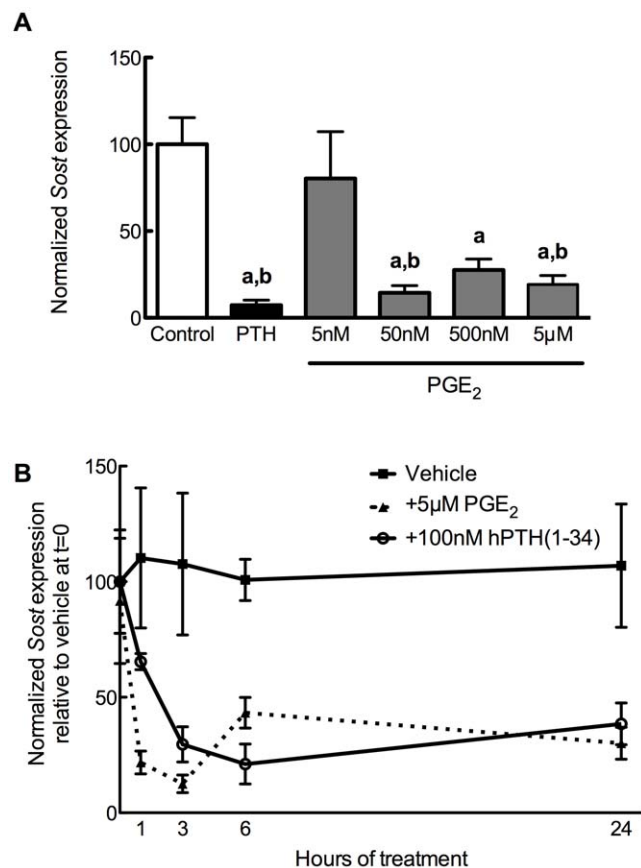 A
Normalized Sost expression
150
100
50
0
a,b
a,b
a
a,b
Control PTH 5nM 50nM 500nM 5µM
PGE2
B
Normalized Sost expression
relative to vehicle at t=0
150
100
50
0
Vehicle
+5µM PGE2
+100nM hPTH(1-34)
1 3 6 24
Hours of treatment